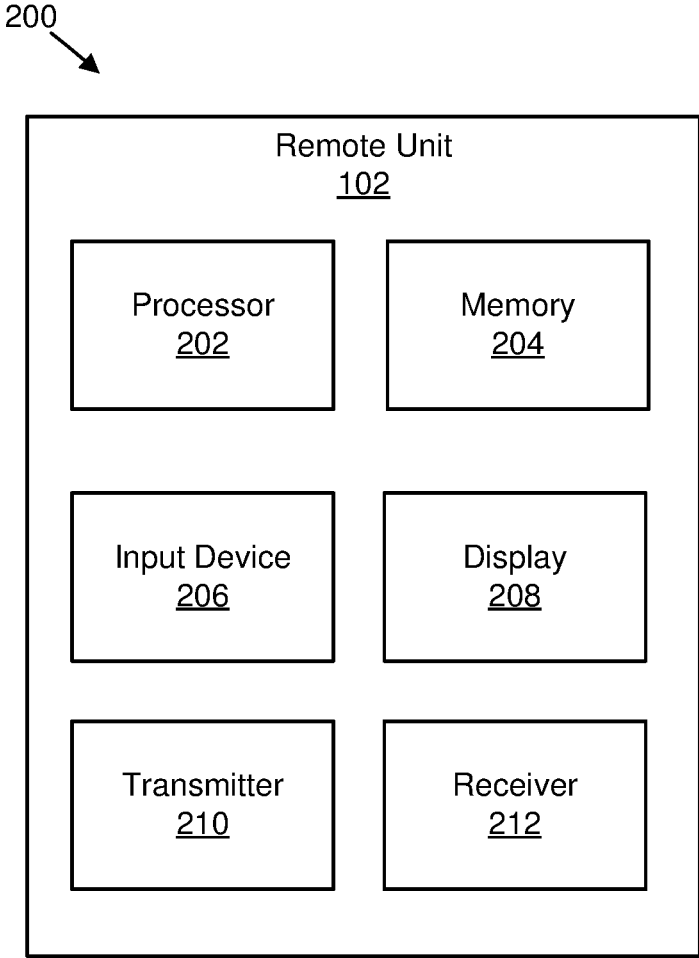 200
Remote Unit
102
Processor
202
Memory
204
Input Device
206
Display
208
Transmitter
210
Receiver
212